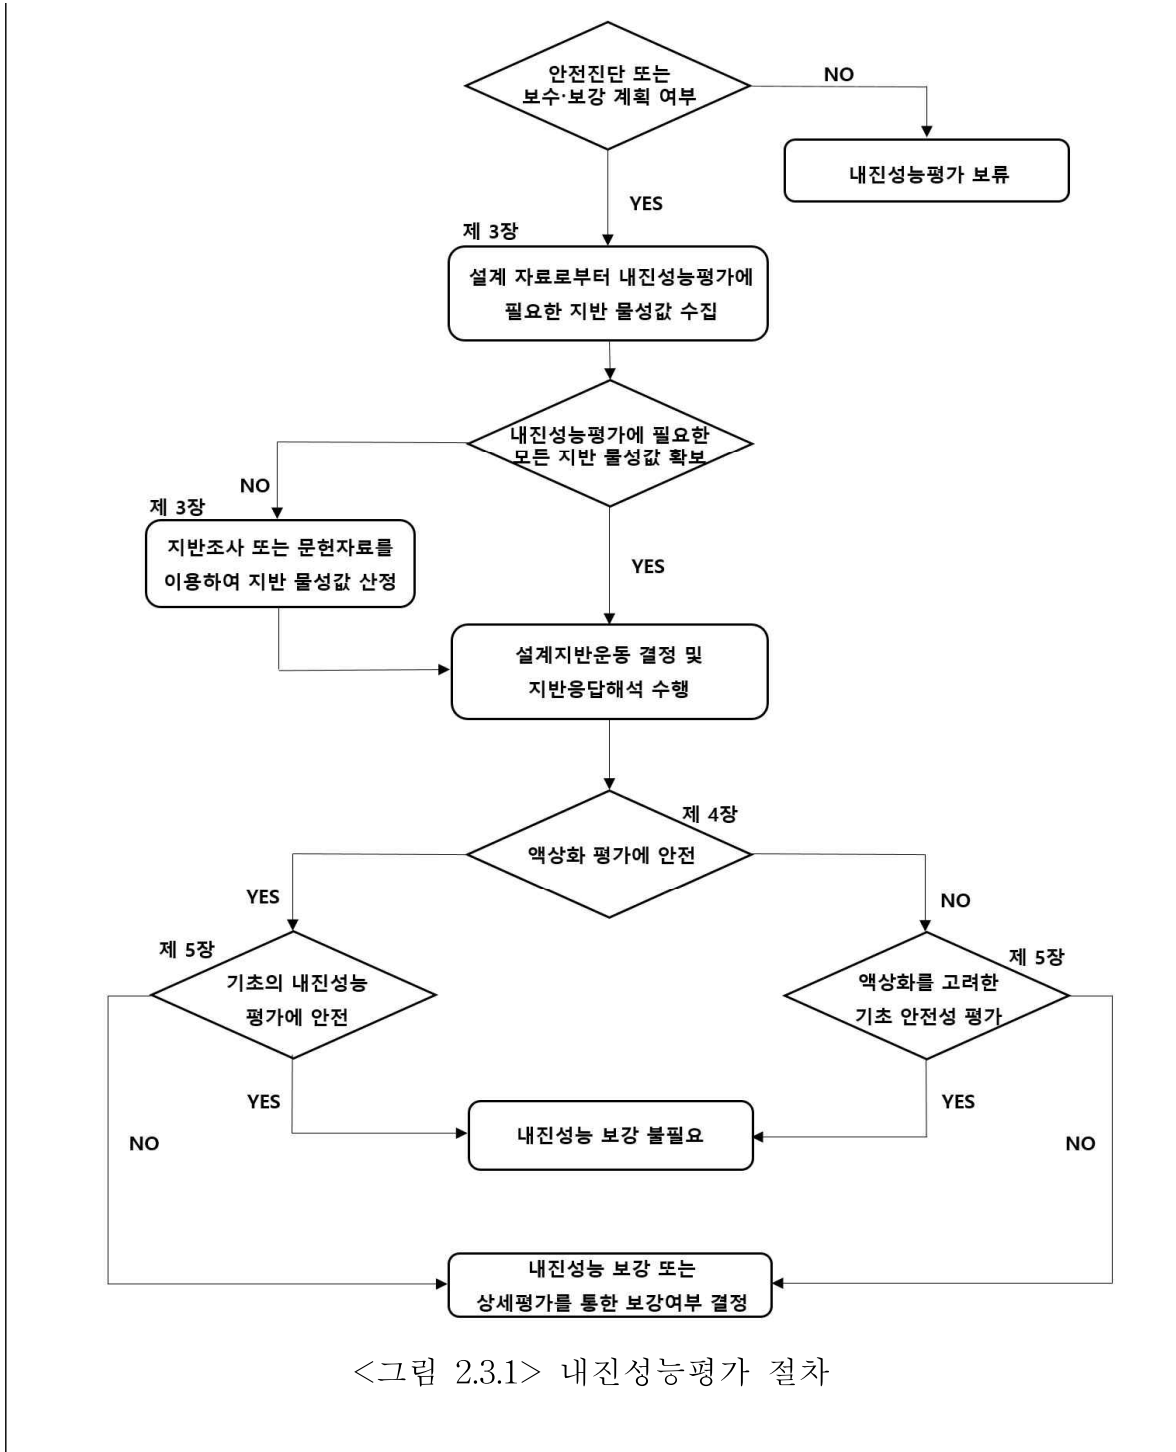 안전진단 또는
보수·보강 계획 여부
NO
내진성능평가 보류
YES
제 3장
설계 자료로부터 내진성능평가에
필요한 지반 물성값 수집
내진성능평가에 필요한
모든 지반 물성값 확보
NO
제 3장
지반조사 또는 문헌자료를
이용하여 지반 물성값 산정
YES
설계지반운동 결정 및
지반응답해석 수행
제 4장
액상화 평가에 안전
YES
NO
제 5장
기초의 내진성능
평가에 안전
제 5장
액상화를 고려한
기초 안전성 평가
YES
YES
내진성능 보강 불필요
NO
NO
내진성능 보강 또는
상세평가를 통한 보강여부 결정
<그림 2.3.1> 내진성능평가 절차